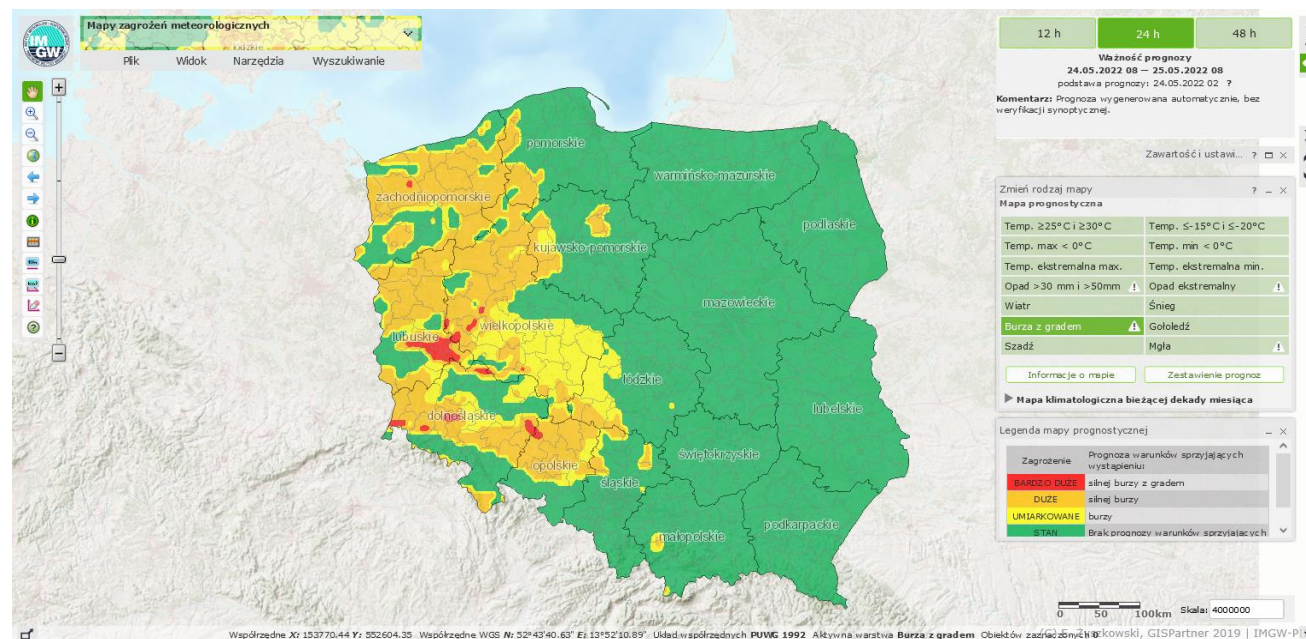 IM
GW
Mapy zagrożeń meteorologicznych
łódzkie
Plik Widok Narzędzia Wyszukiwanie
12 h 24 h 48 h
Ważność prognozy
24.05.2022 08 — 25.05.2022 08
podstawa prognozy: 24.05.2022 02 ?
Komentarz: Prognoza wygenerowana automatycznie, bez
weryfikacji synoptycznej.
Zawartość i ustawi... ?
Zmień rodzaj mapy ?
Mapa prognostyczna
Temp. ≥25°C i ≥30°C Temp. ≤-15°C i ≤-20°C
Temp. max < 0°C Temp. min < 0°C
Temp. ekstremalna max. Temp. ekstremalna min.
Opad >30 mm i >50mm ! Opad ekstremalny !
Wiatr Śnieg
Burza z gradem ! Gołoledź
Szadź Mgła !
Informacje o mapie Zestawienie prognoz
Mapa klimatologiczna bieżącej dekady miesiąca
Legenda mapy prognostycznej
Zagrożenie Prognoza warunków sprzyjających
wystąpieniu:
BARDZO DUŻE silnej burzy z gradem
DUŻE silnej burzy
UMIARKOWANE burzy
STAN Brak prognozy warunków sprzyjających
pomorskie
warmińsko-mazurskie
zachodniopomorskie
podlaskie
kujawsko-pomorskie
mazowieckie
wielkopolskie
lubuskie
łódzkie
lubelskie
dolnośląskie
świętokrzyskie
opolskie
śląskie
podkarpackie
małopolskie
0 50 100km Skala: 4000000
Współrzędne X: 153770.44 Y: 552604.35 Współrzędne WGS N: 52°43'40.63" E: 13°52'10.89" Układ współrzędnych PUWG 1992 Aktywna warstwa Burza z gradem Obiektów zaznaczonych 0
GISPartner 2019 | IMGW-PIB